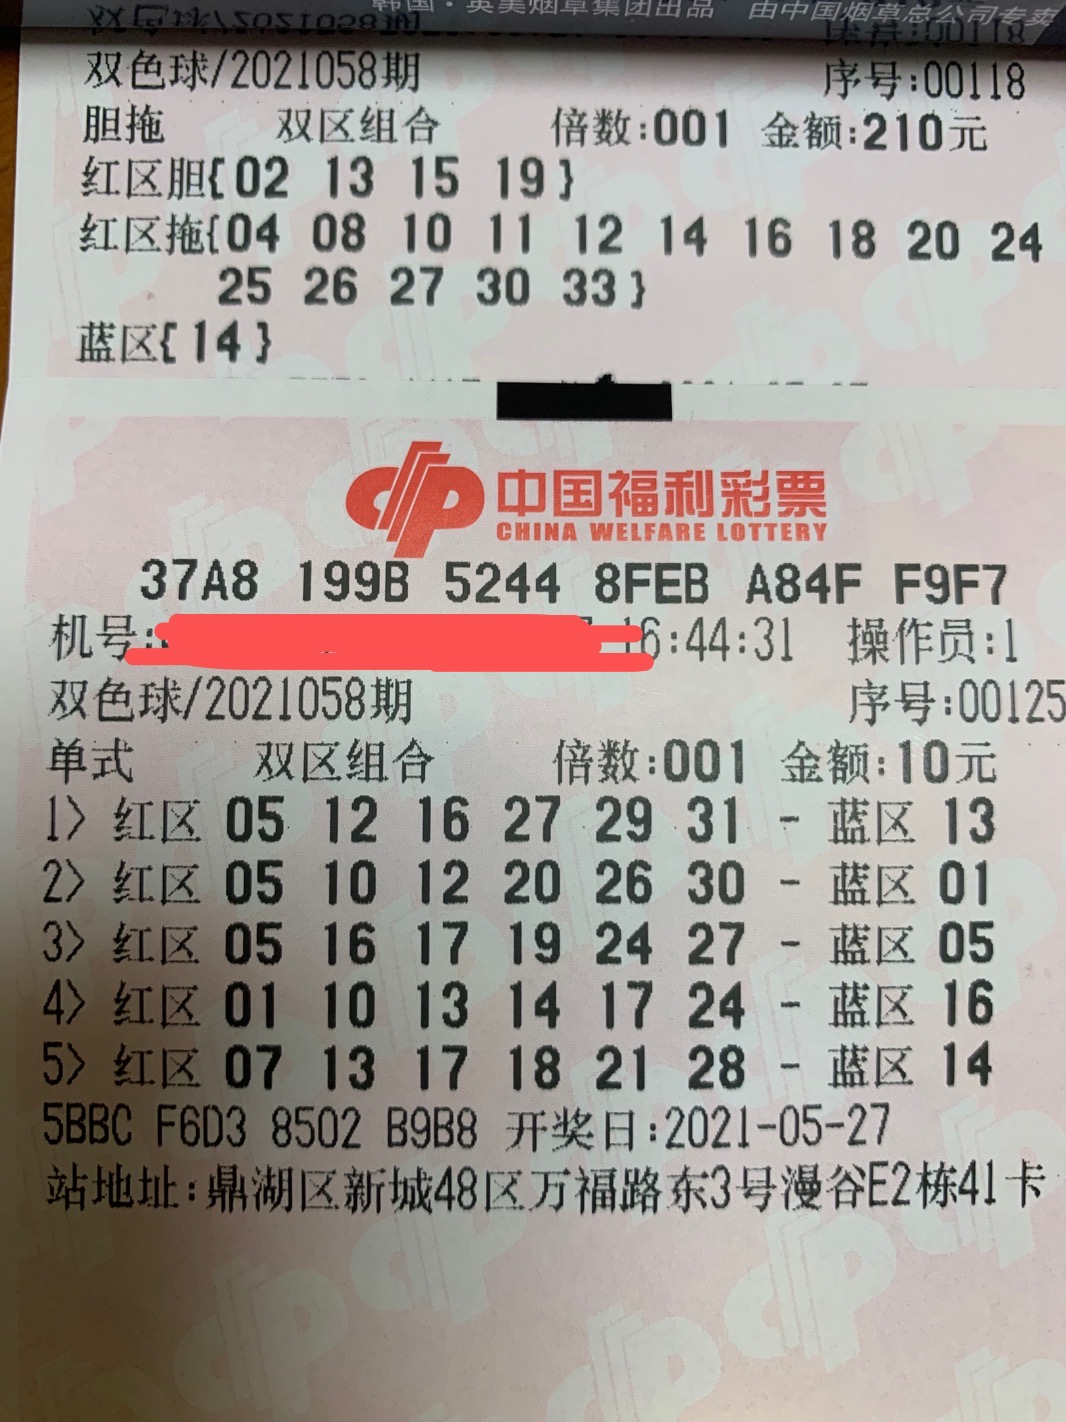 韩国·英美烟草集团出品 由中国烟草总公司专卖
双色球/2021058期 序号:00118
胆拖 双区组合 倍数:001 金额:210元
红区胆{02 13 15 19}
红区拖{04 08 10 11 12 14 16 18 20 24
25 26 27 30 33}
蓝区{14}
中国福利彩票
CHINA WELFARE LOTTERY
37A8 199B 5244 8FEB A84F F9F7
机号: 16:44:31 操作员:1
双色球/2021058期 序号:00125
单式 双区组合 倍数:001 金额:10元
1> 红区 05 12 16 27 29 31 - 蓝区 13
2> 红区 05 10 12 20 26 30 - 蓝区 01
3> 红区 05 16 17 19 24 27 - 蓝区 05
4> 红区 01 10 13 14 17 24 - 蓝区 16
5> 红区 07 13 17 18 21 28 - 蓝区 14
5BBC F6D3 8502 B9B8 开奖日:2021-05-27
站地址:鼎湖区新城48区万福路东3号漫谷E2栋41卡